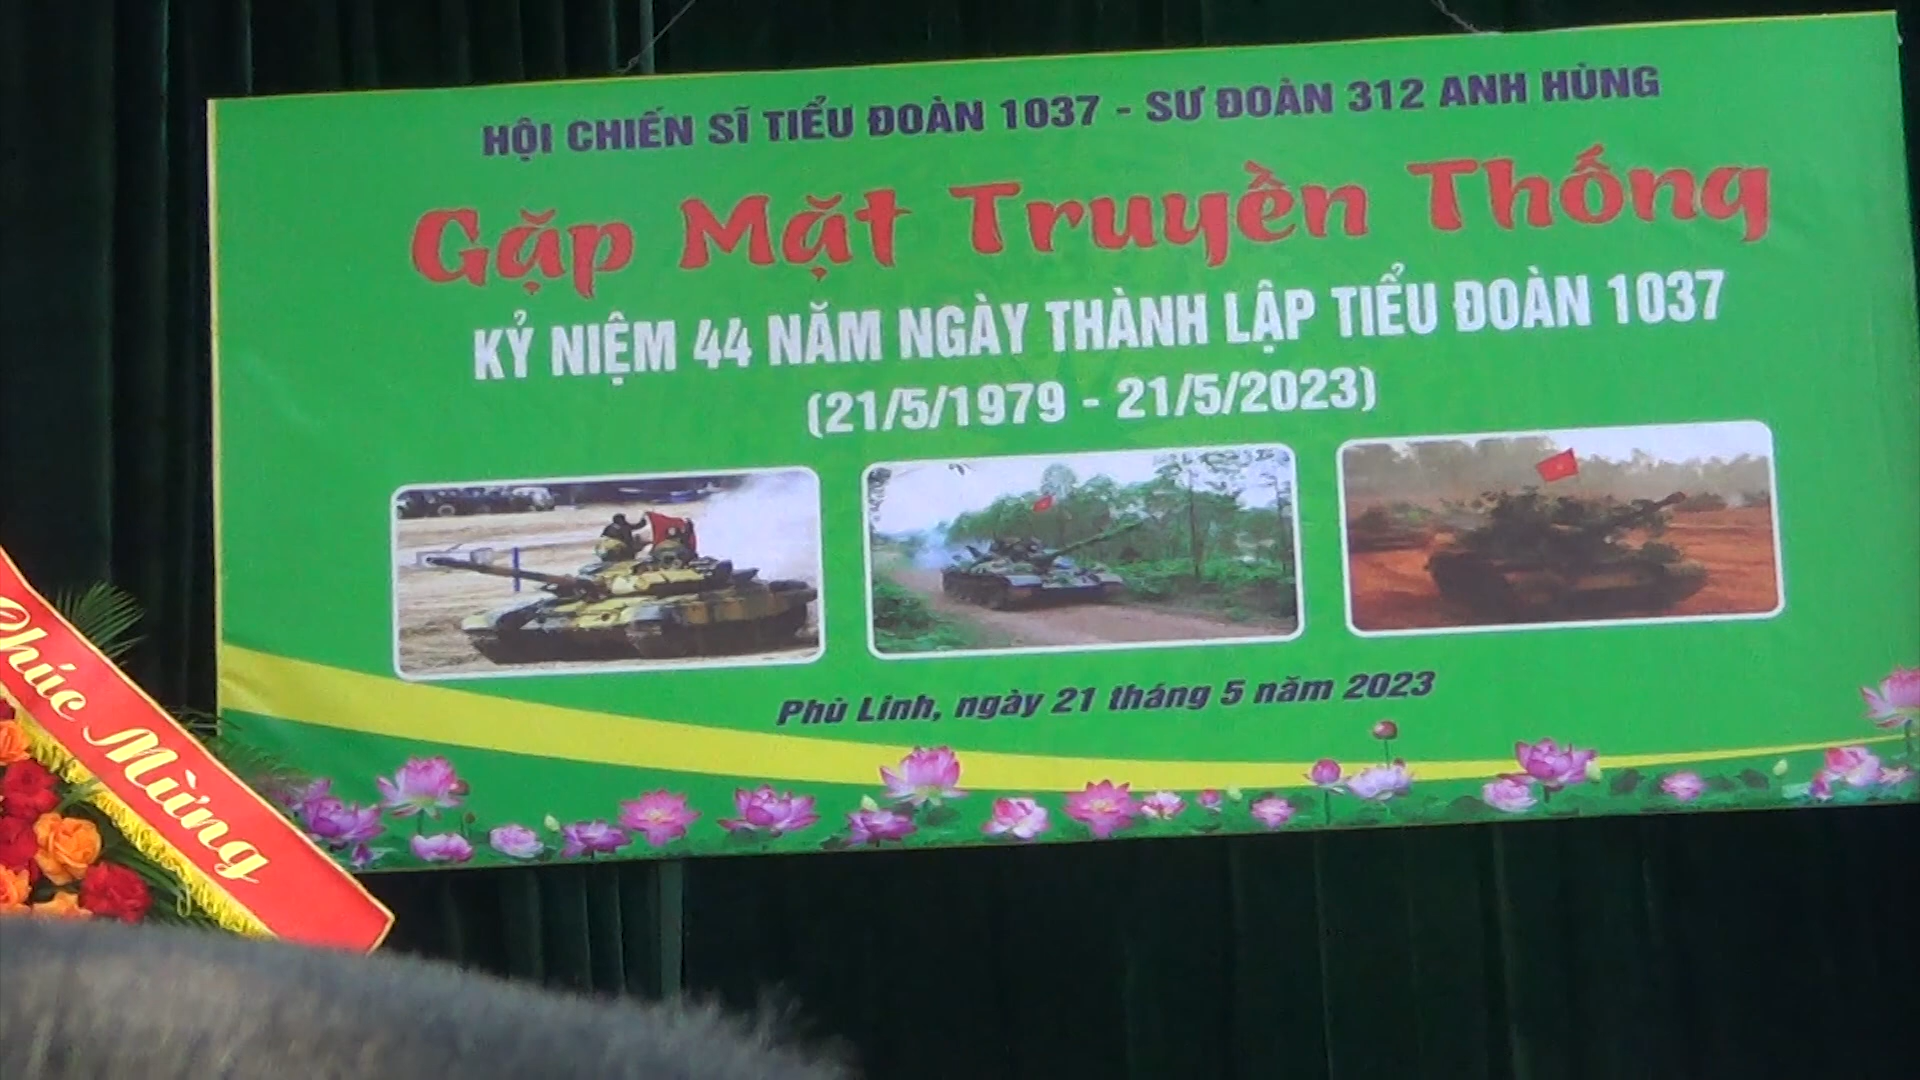 HỘI CHIẾN SĨ TIỂU ĐOÀN 1037 - SƯ ĐOÀN 312 ANH HÙNG
Gặp Mặt Truyền Thống
KỶ NIỆM 44 NĂM NGÀY THÀNH LẬP TIỂU ĐOÀN 1037
(21/5/1979 - 21/5/2023)
Phù Linh, ngày 21 tháng 5 năm 2023
Chúc Mừng